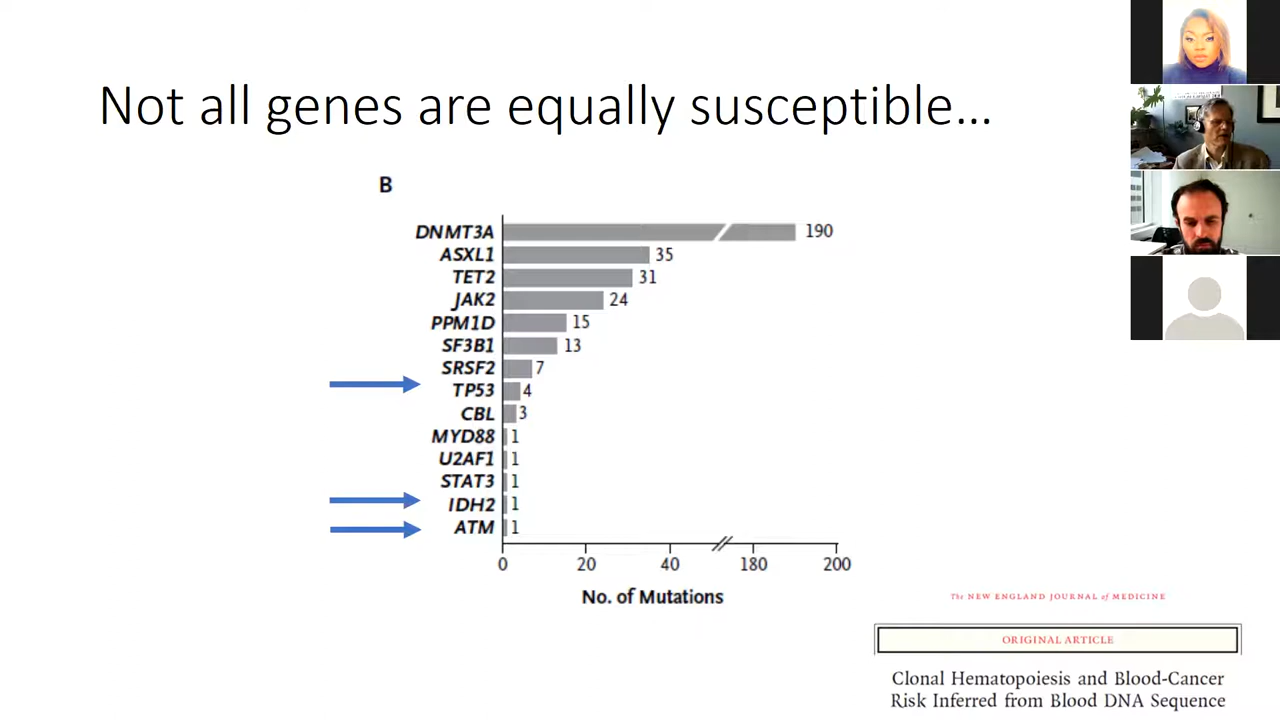 Not all genes are equally susceptible...
B
DNMT3A 190
ASXL1 35
TET2 31
JAK2 24
PPM1D 15
SF3B1 13
SRSF2 7
TP53 4
CBL 3
MYD88 1
U2AF1 1
STAT3 1
IDH2 1
ATM 1
0 20 40 180 200
No. of Mutations
The NEW ENGLAND JOURNAL of MEDICINE
ORIGINAL ARTICLE
Clonal Hematopoiesis and Blood-Cancer
Risk Inferred from Blood DNA Sequence